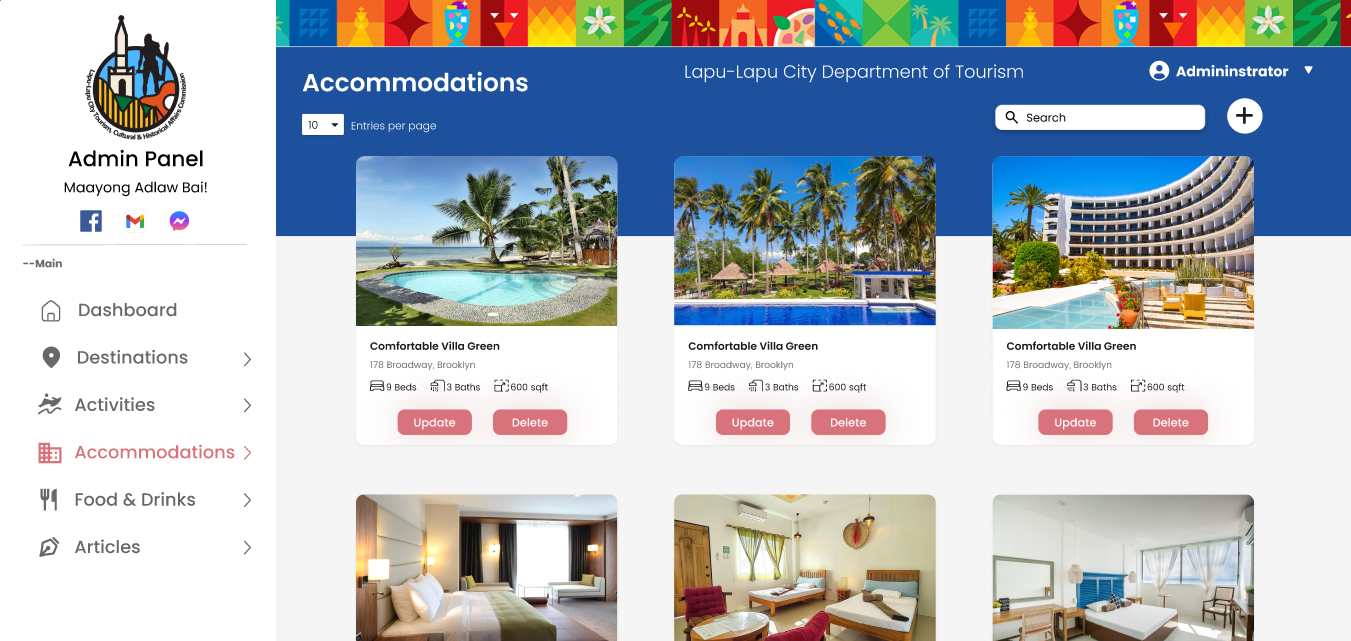 Lapu-Lapu City Tourism, Cultural & Historical Affairs Commission
Admin Panel
Maayong Adlaw Bai!
--Main
Dashboard
Destinations
Activities
Accommodations
Food & Drinks
Articles
Accommodations
Lapu-Lapu City Department of Tourism
Admininstrator
10 Entries per page
Search
Comfortable Villa Green
178 Broadway, Brooklyn
9 Beds 3 Baths 600 sqft
Update Delete
Comfortable Villa Green
178 Broadway, Brooklyn
9 Beds 3 Baths 600 sqft
Update Delete
Comfortable Villa Green
178 Broadway, Brooklyn
9 Beds 3 Baths 600 sqft
Update Delete